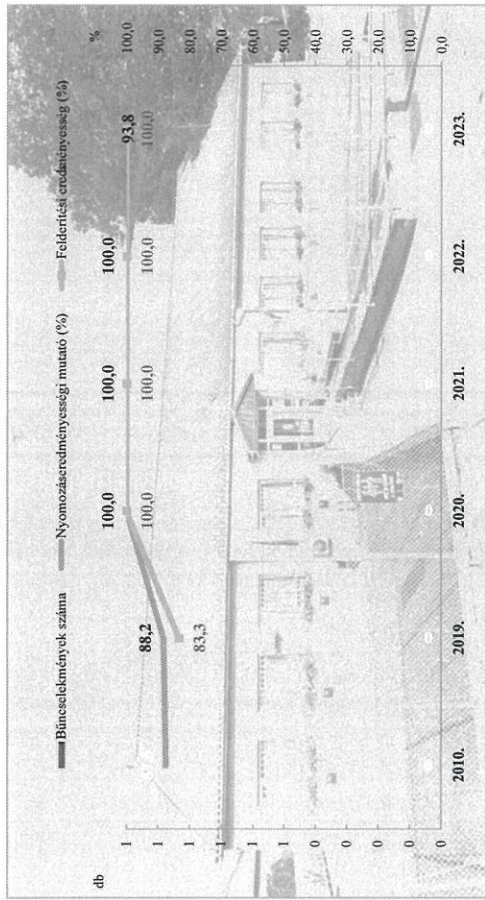 Bűncselekmények száma Nyomozáseredményességi mutató (%) Felderítési eredményesség (%)
db %
1 100,0
1 90,0
1 80,0
1 70,0
1 60,0
1 50,0
0 40,0
0 30,0
0 20,0
0 10,0
0 0,0
88,2 100,0 100,0 100,0 93,8
83,3 100,0 100,0 100,0 100,0
2010. 2019. 2020. 2021. 2022. 2023.